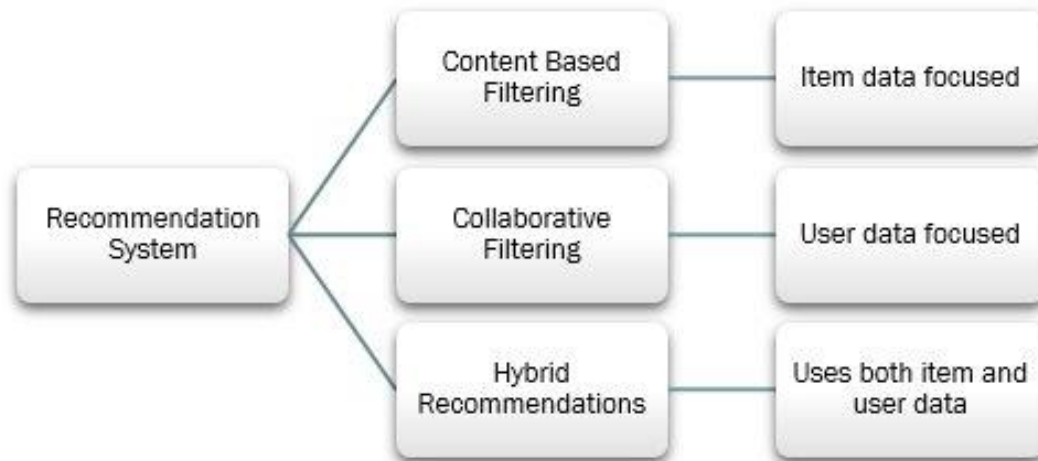 Content Based
Filtering
Item data focused
Recommendation
System
Collaborative
Filtering
User data focused
Hybrid
Recommendations
Uses both item and
user data